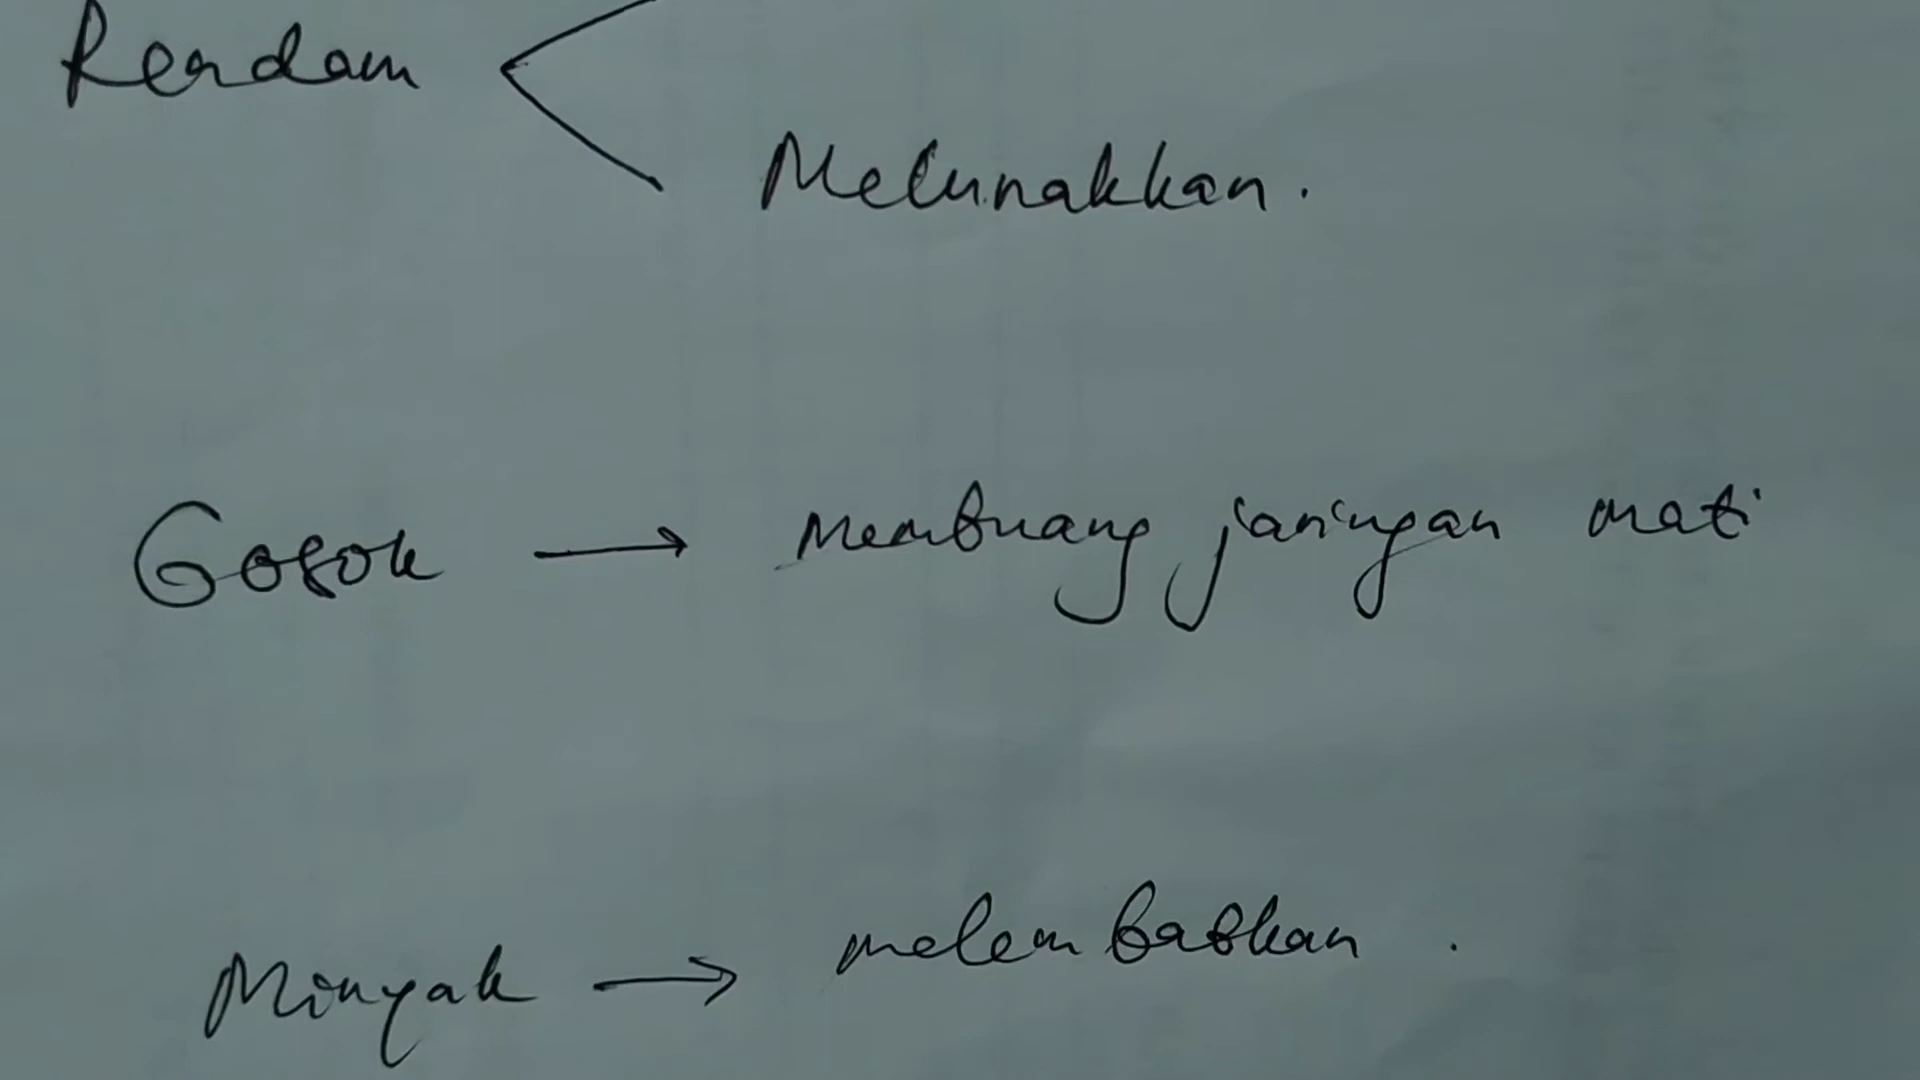 Rendam
Melunakkan.
Gosok → membuang jaringan mati
Minyak → melembabkan.